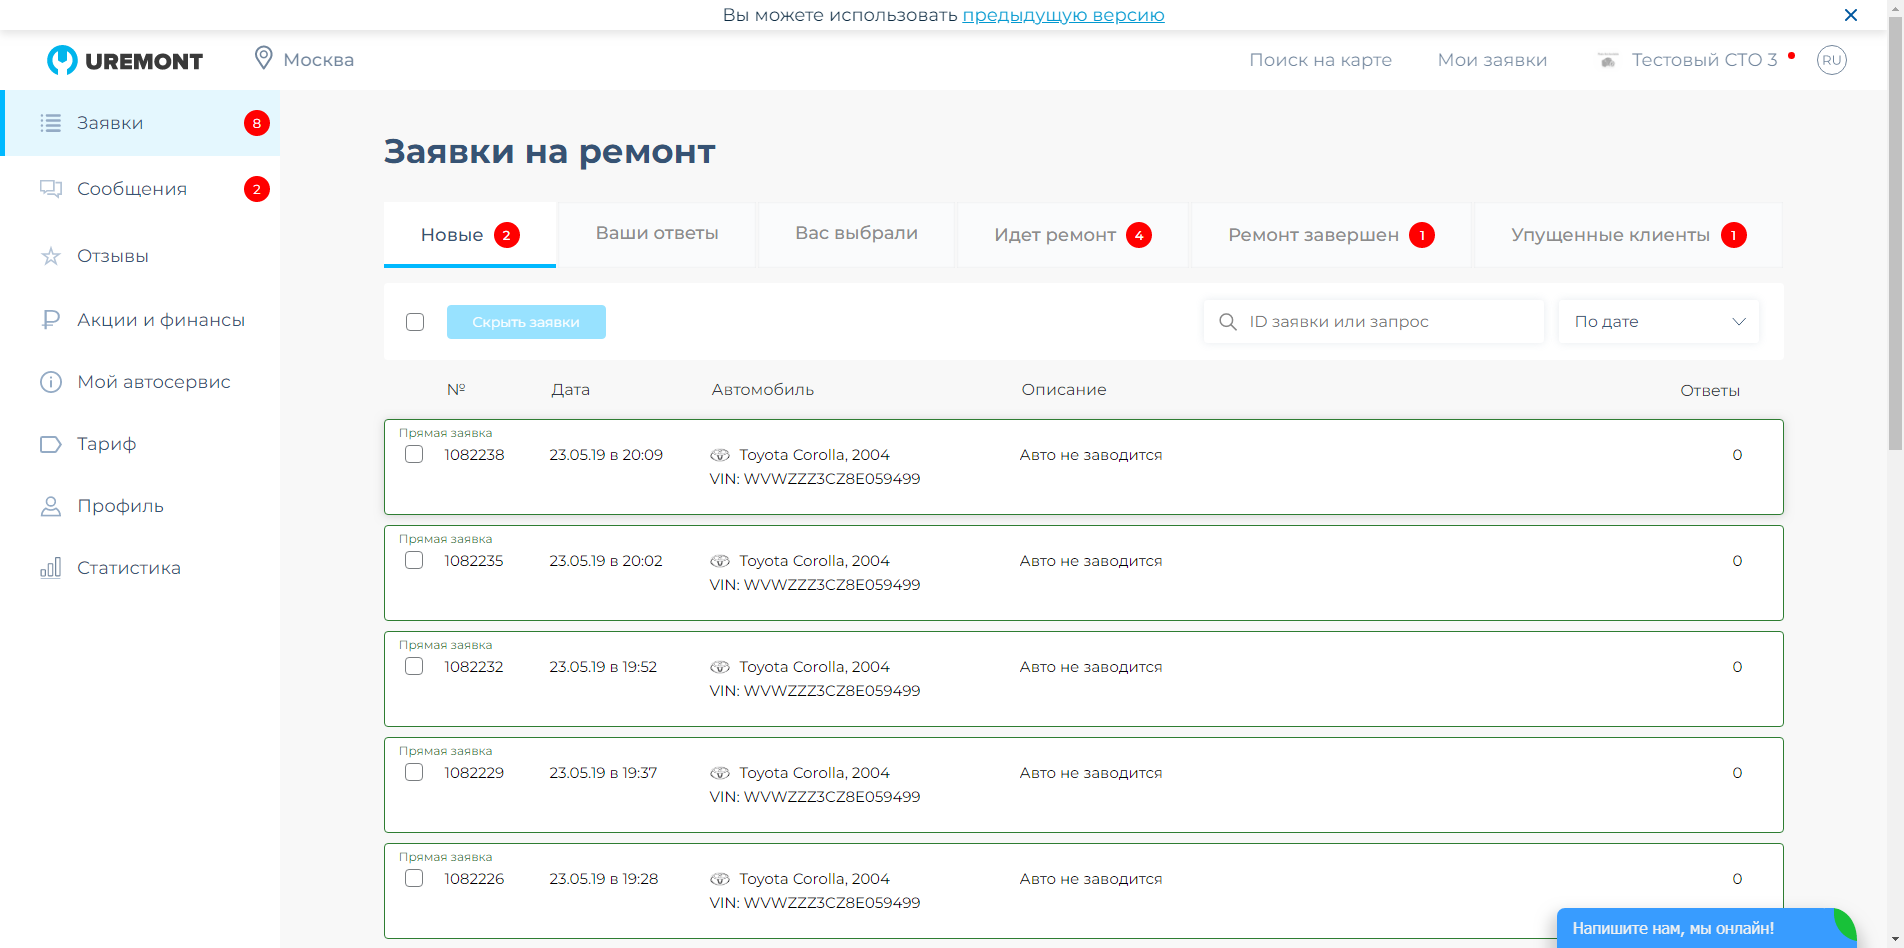 Вы можете использовать предыдущую версию
UREMONT
Москва
Поиск на карте
Мои заявки
Тестовый СТО 3
RU
Заявки 8
Сообщения 2
Отзывы
Акции и финансы
Мой автосервис
Тариф
Профиль
Статистика
Заявки на ремонт
Новые 2
Ваши ответы
Вас выбрали
Идет ремонт 4
Ремонт завершен 1
Упущенные клиенты 1
Скрыть заявки
ID заявки или запрос
По дате
№ Дата Автомобиль Описание Ответы
Прямая заявка
1082238 23.05.19 в 20:09 Toyota Corolla, 2004 Авто не заводится 0
VIN: WVWZZZ3CZ8E059499
Прямая заявка
1082235 23.05.19 в 20:02 Toyota Corolla, 2004 Авто не заводится 0
VIN: WVWZZZ3CZ8E059499
Прямая заявка
1082232 23.05.19 в 19:52 Toyota Corolla, 2004 Авто не заводится 0
VIN: WVWZZZ3CZ8E059499
Прямая заявка
1082229 23.05.19 в 19:37 Toyota Corolla, 2004 Авто не заводится 0
VIN: WVWZZZ3CZ8E059499
Прямая заявка
1082226 23.05.19 в 19:28 Toyota Corolla, 2004 Авто не заводится 0
VIN: WVWZZZ3CZ8E059499
Напишите нам, мы онлайн!